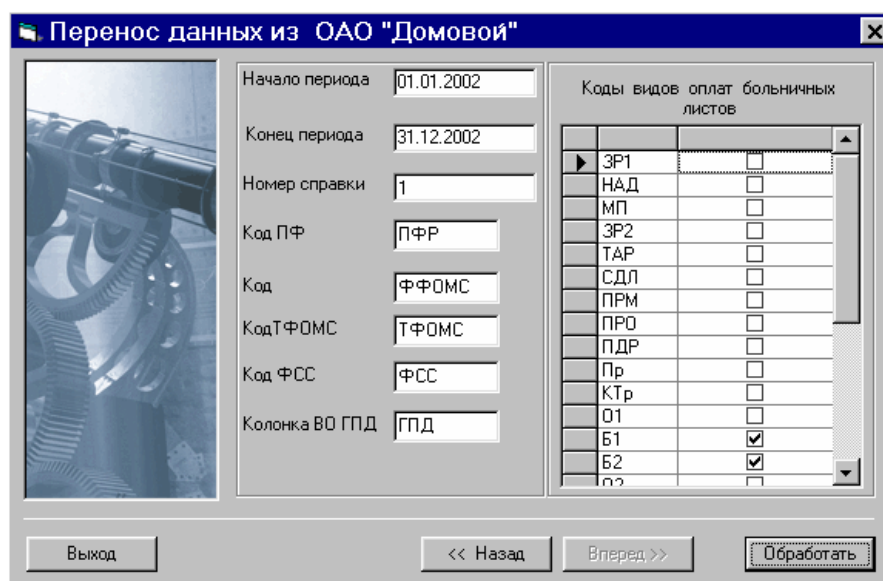 Перенос данных из ОАО "Домовой"
Начало периода 01.01.2002
Конец периода 31.12.2002
Номер справки 1
Код ПФ ПФР
Код ФФОМС
КодТФОМС ТФОМС
Код ФСС ФСС
Колонка ВО ГПД ГПД
Коды видов оплат больничных
листов
ЗР1
НАД
МП
ЗР2
ТАР
СДЛ
ПРМ
ПРО
ПДР
Пр
КТр
О1
Б1
Б2
О2
Выход
<< Назад
Вперед >>
Обработать